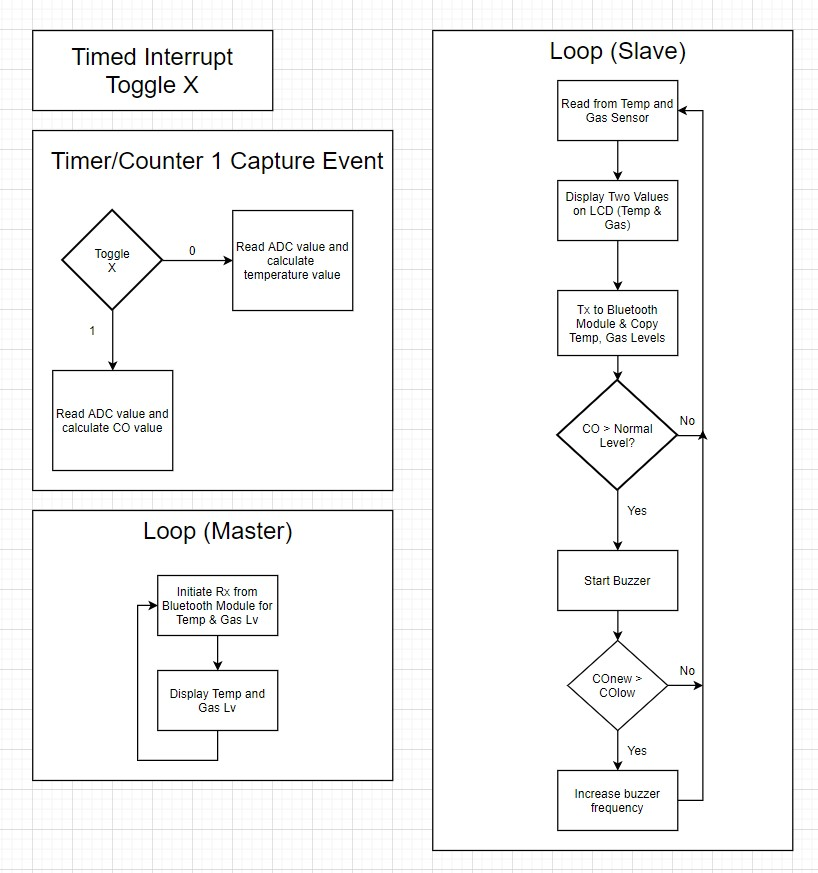 Timed Interrupt
Toggle X
Timer/Counter 1 Capture Event
Toggle
X
0
Read ADC value and
calculate
temperature value
1
Read ADC value and
calculate CO value
Loop (Master)
Initiate Rx from
Bluetooth Module for
Temp & Gas Lv
Display Temp and
Gas Lv
Loop (Slave)
Read from Temp and
Gas Sensor
Display Two Values
on LCD (Temp &
Gas)
Tx to Bluetooth
Module & Copy
Temp, Gas Levels
CO > Normal
Level?
No
Yes
Start Buzzer
COnew >
COlow
No
Yes
Increase buzzer
frequency